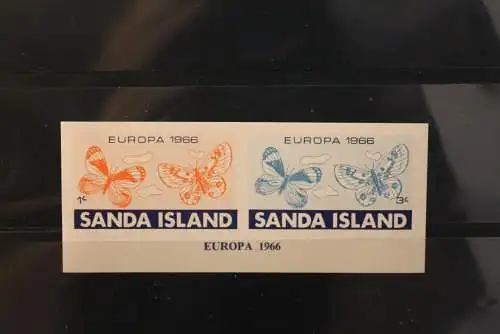 EUROPA 1966
1c
SANDA ISLAND
EUROPA 1966
3c
SANDA ISLAND
EUROPA 1966